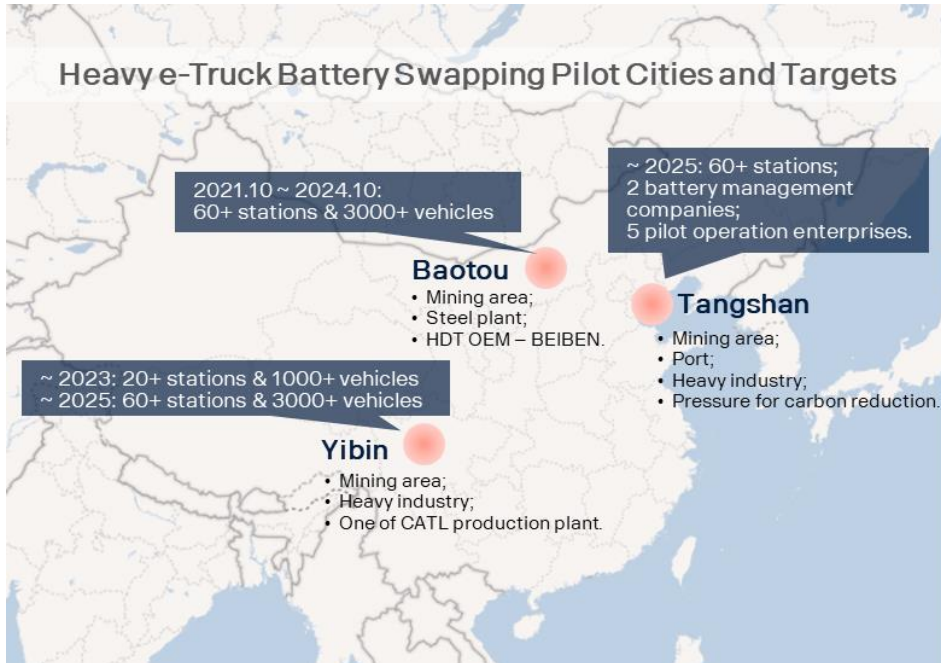 Heavy e-Truck Battery Swapping Pilot Cities and Targets
2021.10 ~ 2024.10:
60+ stations & 3000+ vehicles
~ 2025: 60+ stations;
2 battery management
companies;
5 pilot operation enterprises.
Baotou
• Mining area;
• Steel plant;
• HDT OEM – BEIBEN.
Tangshan
• Mining area;
• Port;
• Heavy industry;
• Pressure for carbon reduction.
~ 2023: 20+ stations & 1000+ vehicles
~ 2025: 60+ stations & 3000+ vehicles
Yibin
• Mining area;
• Heavy industry;
• One of CATL production plant.